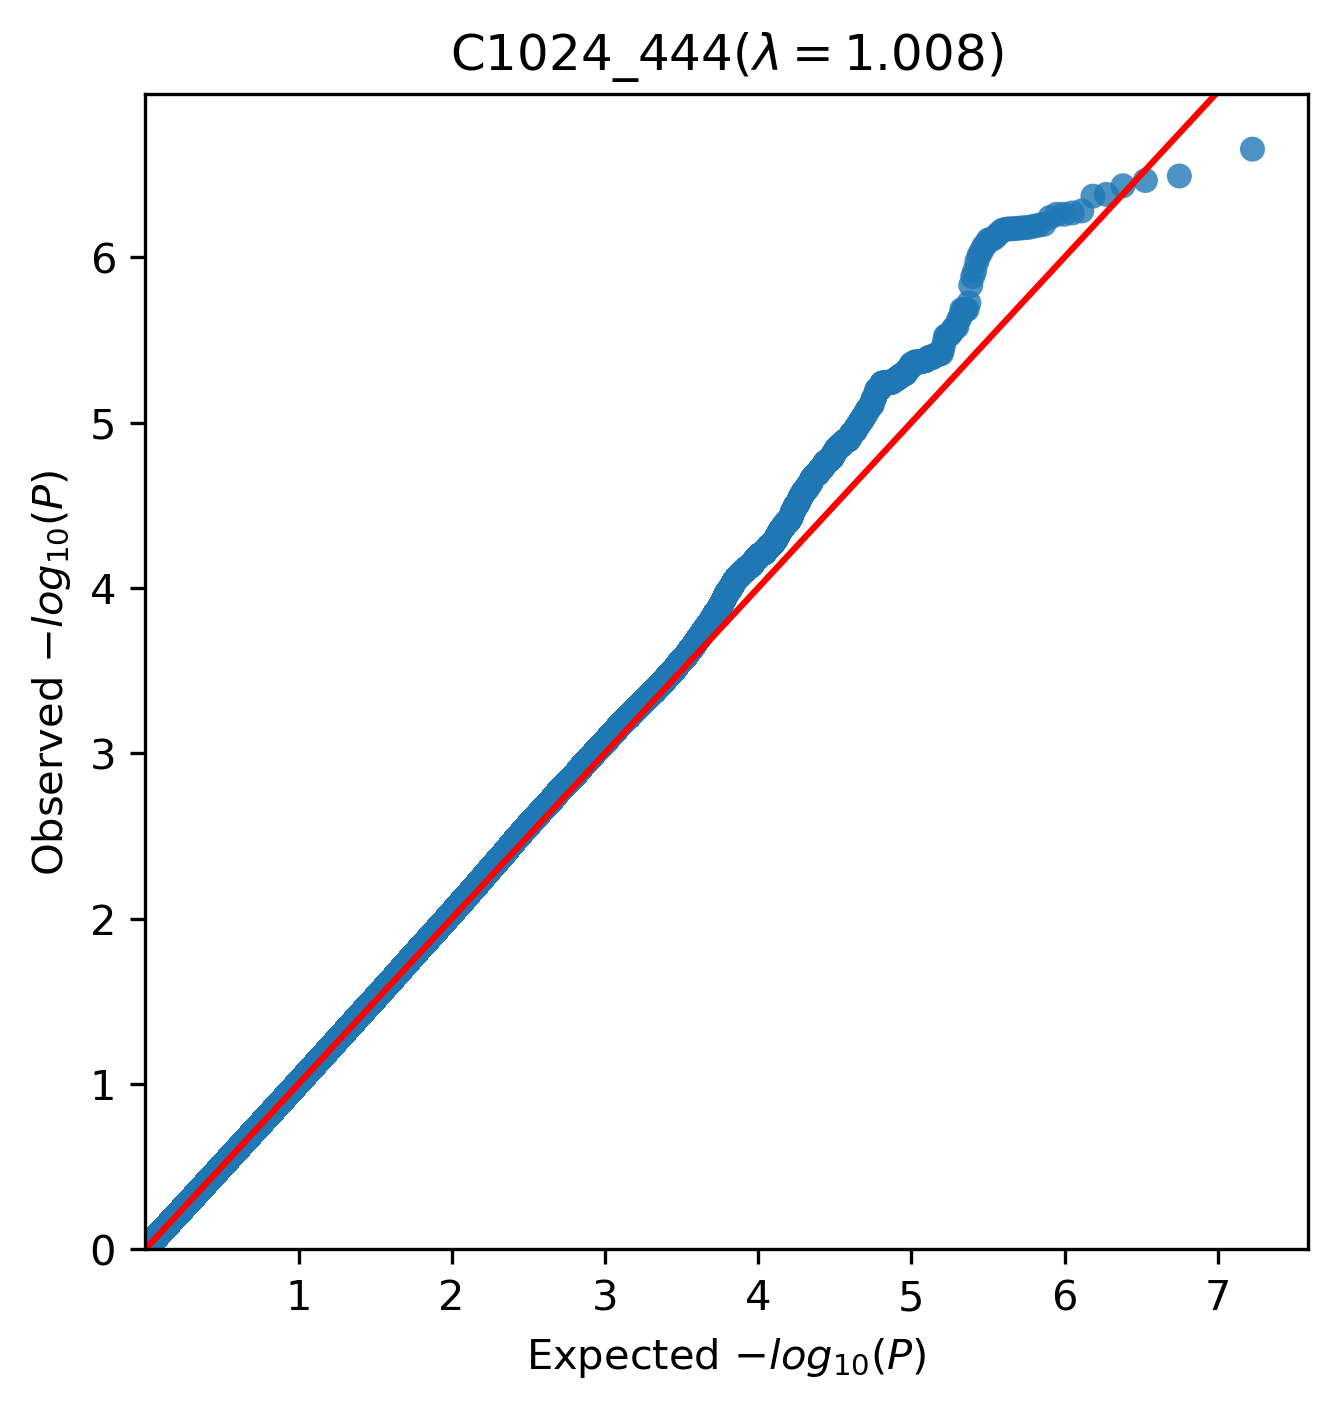 C1024_444(λ = 1.008)
Observed −log₁₀(P)
6
5
4
3
2
1
0
1 2 3 4 5 6 7
Expected −log₁₀(P)